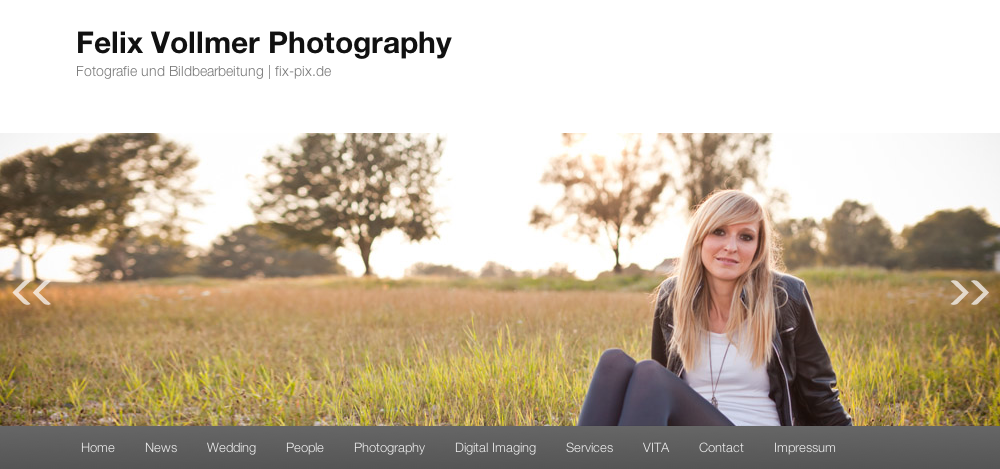 Felix Vollmer Photography
Fotografie und Bildbearbeitung | fix-pix.de
Home News Wedding People Photography Digital Imaging Services VITA Contact Impressum